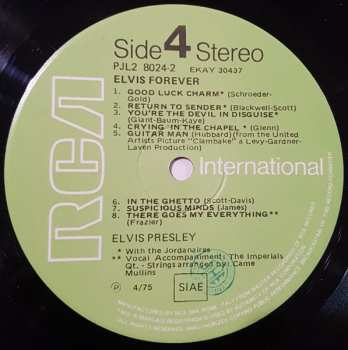 Side 4 Stereo
PJL2 8024-2 EKAY 30437
ELVIS FOREVER
1. GOOD LUCK CHARM* (Schroeder-
Gold)
2. RETURN TO SENDER* (Blackwell-Scott)
3. YOU'RE THE DEVIL IN DISGUISE*
(Giant-Baum-Kaye)
4. CRYING IN THE CHAPEL * (Glenn)
5. GUITAR MAN (Hubbard)(from the United
Artists Picture "Clambake" a Levy-Gardner-
Laven Production)
RCA International
6. IN THE GHETTO (Scott-Davis)
7. SUSPICIOUS MINDS (James)
8. THERE GOES MY EVERYTHING**
(Frazier)
ELVIS PRESLEY
* With the Jordanaires
** Vocal Accompaniment: The Imperials
Qt. - Strings arranged by: Came
Mullins
℗ 4/75
SIAE